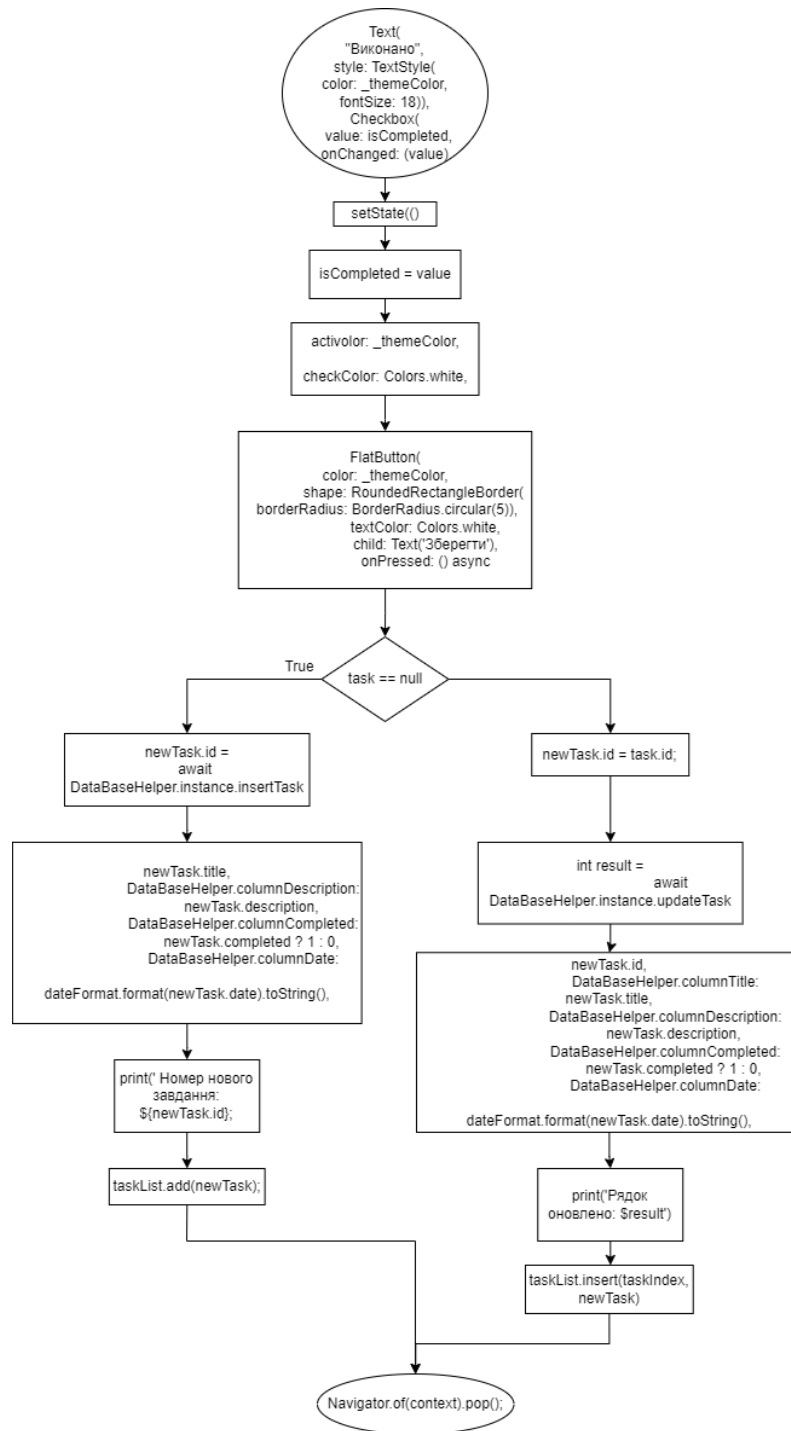 Text(
"Виконано",
style: TextStyle(
color: _themeColor,
fontSize: 18)),
Checkbox(
value: isCompleted,
onChanged: (value)
setState(()
isCompleted = value
activolor: _themeColor,
checkColor: Colors.white,
FlatButton(
color: _themeColor,
shape: RoundedRectangleBorder(
borderRadius: BorderRadius.circular(5)),
textColor: Colors.white,
child: Text('Зберегти'),
onPressed: () async
task == null
True
newTask.id =
await
DataBaseHelper.instance.insertTask
newTask.title,
DataBaseHelper.columnDescription:
newTask.description,
DataBaseHelper.columnCompleted:
newTask.completed ? 1 : 0,
DataBaseHelper.columnDate:
dateFormat.format(newTask.date).toString(),
print(' Номер нового
завдання:
${newTask.id};
taskList.add(newTask);
newTask.id = task.id;
int result =
await
DataBaseHelper.instance.updateTask
newTask.id,
DataBaseHelper.columnTitle:
newTask.title,
DataBaseHelper.columnDescription:
newTask.description,
DataBaseHelper.columnCompleted:
newTask.completed ? 1 : 0,
DataBaseHelper.columnDate:
dateFormat.format(newTask.date).toString(),
print('Рядок
оновлено: $result')
taskList.insert(taskIndex,
newTask)
Navigator.of(context).pop();